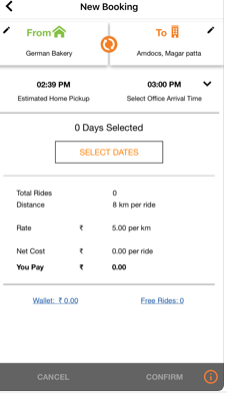 New Booking
From To
German Bakery Amdocs, Magar patta
02:39 PM 03:00 PM
Estimated Home Pickup Select Office Arrival Time
0 Days Selected
SELECT DATES
Total Rides 0
Distance 8 km per ride
Rate ₹ 5.00 per km
Net Cost ₹ 0.00 per ride
You Pay ₹ 0.00
Wallet: ₹ 0.00 Free Rides: 0
CANCEL CONFIRM